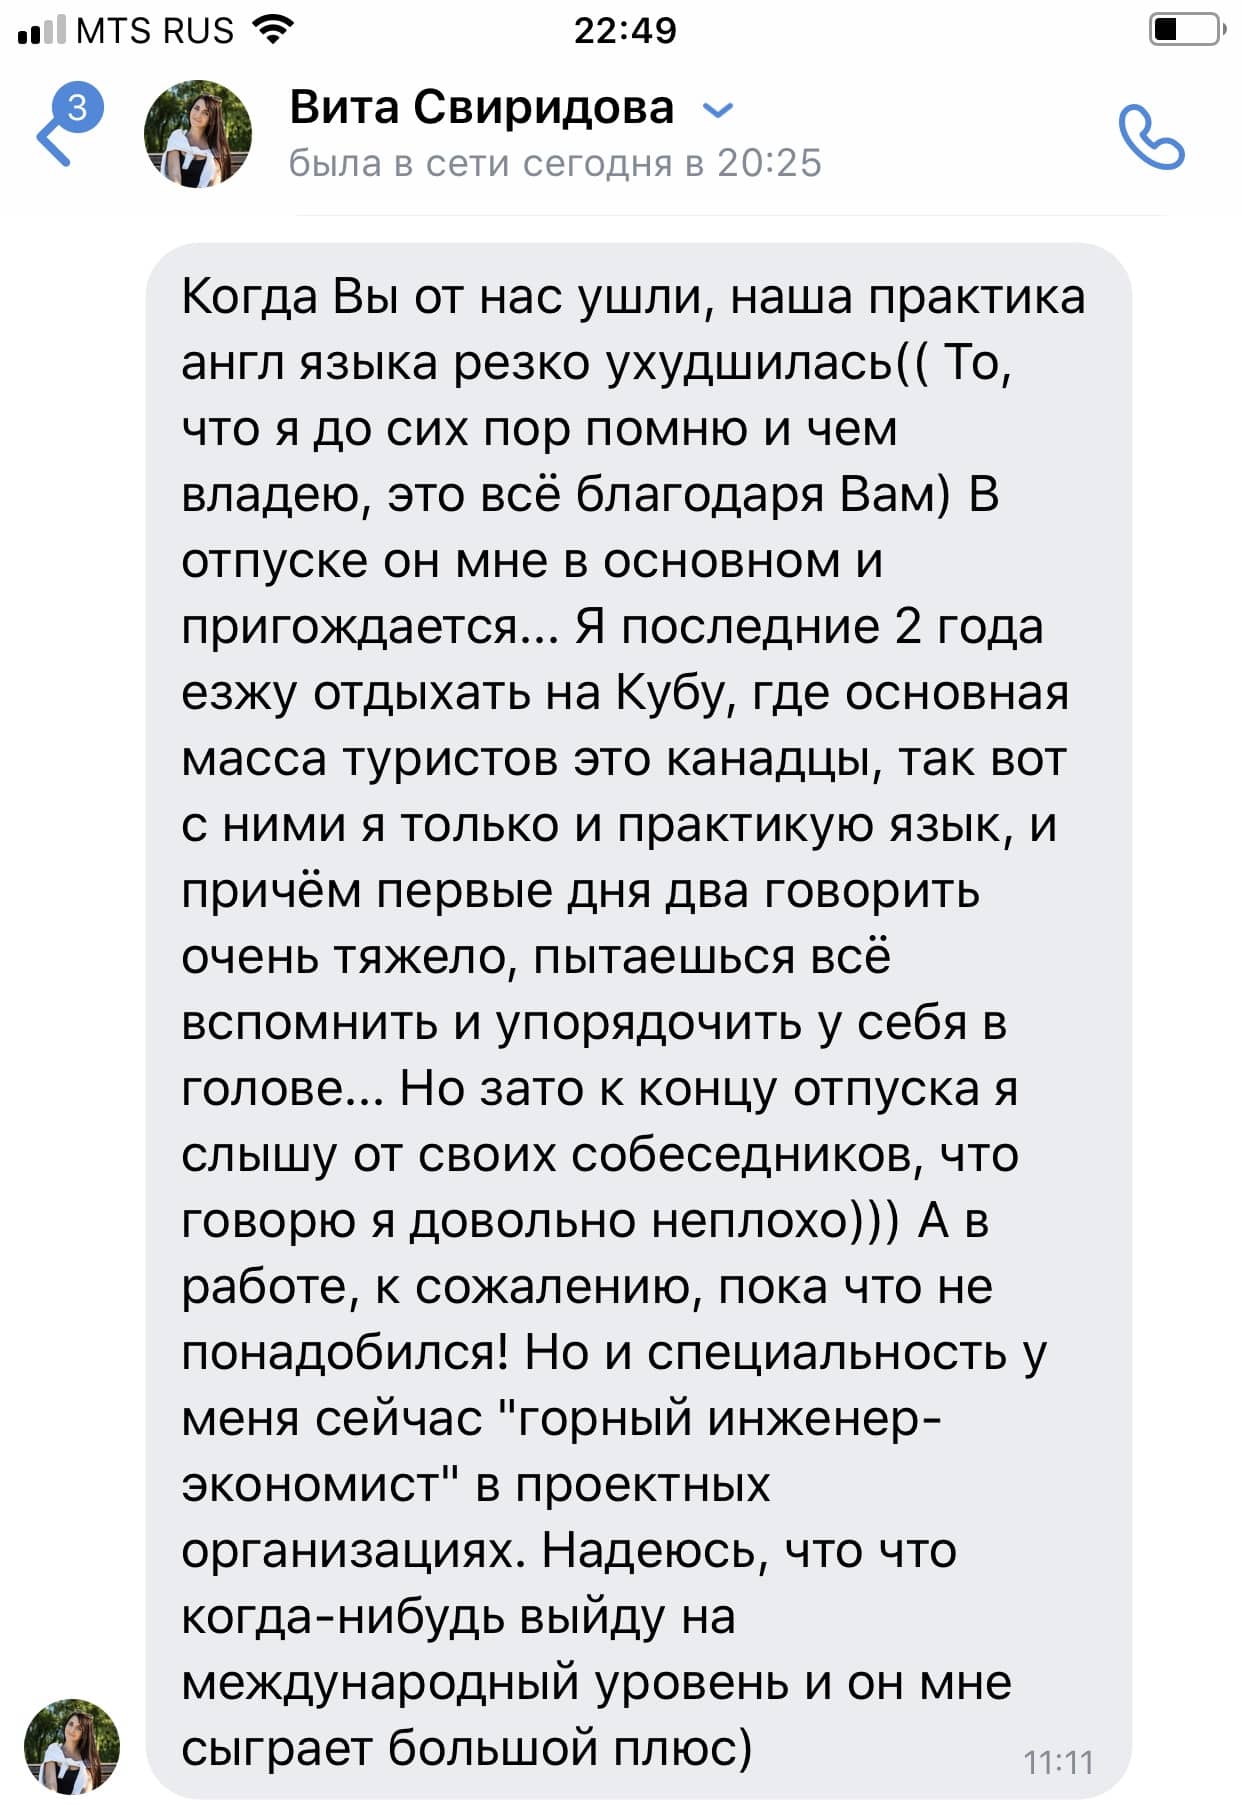 MTS RUS 22:49
3
Вита Свиридова
была в сети сегодня в 20:25
Когда Вы от нас ушли, наша практика
англ языка резко ухудшилась(( То,
что я до сих пор помню и чем
владею, это всё благодаря Вам) В
отпуске он мне в основном и
пригождается... Я последние 2 года
езжу отдыхать на Кубу, где основная
масса туристов это канадцы, так вот
с ними я только и практикую язык, и
причём первые дня два говорить
очень тяжело, пытаешься всё
вспомнить и упорядочить у себя в
голове... Но зато к концу отпуска я
слышу от своих собеседников, что
говорю я довольно неплохо))) А в
работе, к сожалению, пока что не
понадобился! Но и специальность у
меня сейчас "горный инженер-
экономист" в проектных
организациях. Надеюсь, что что
когда-нибудь выйду на
международный уровень и он мне
сыграет большой плюс)
11:11